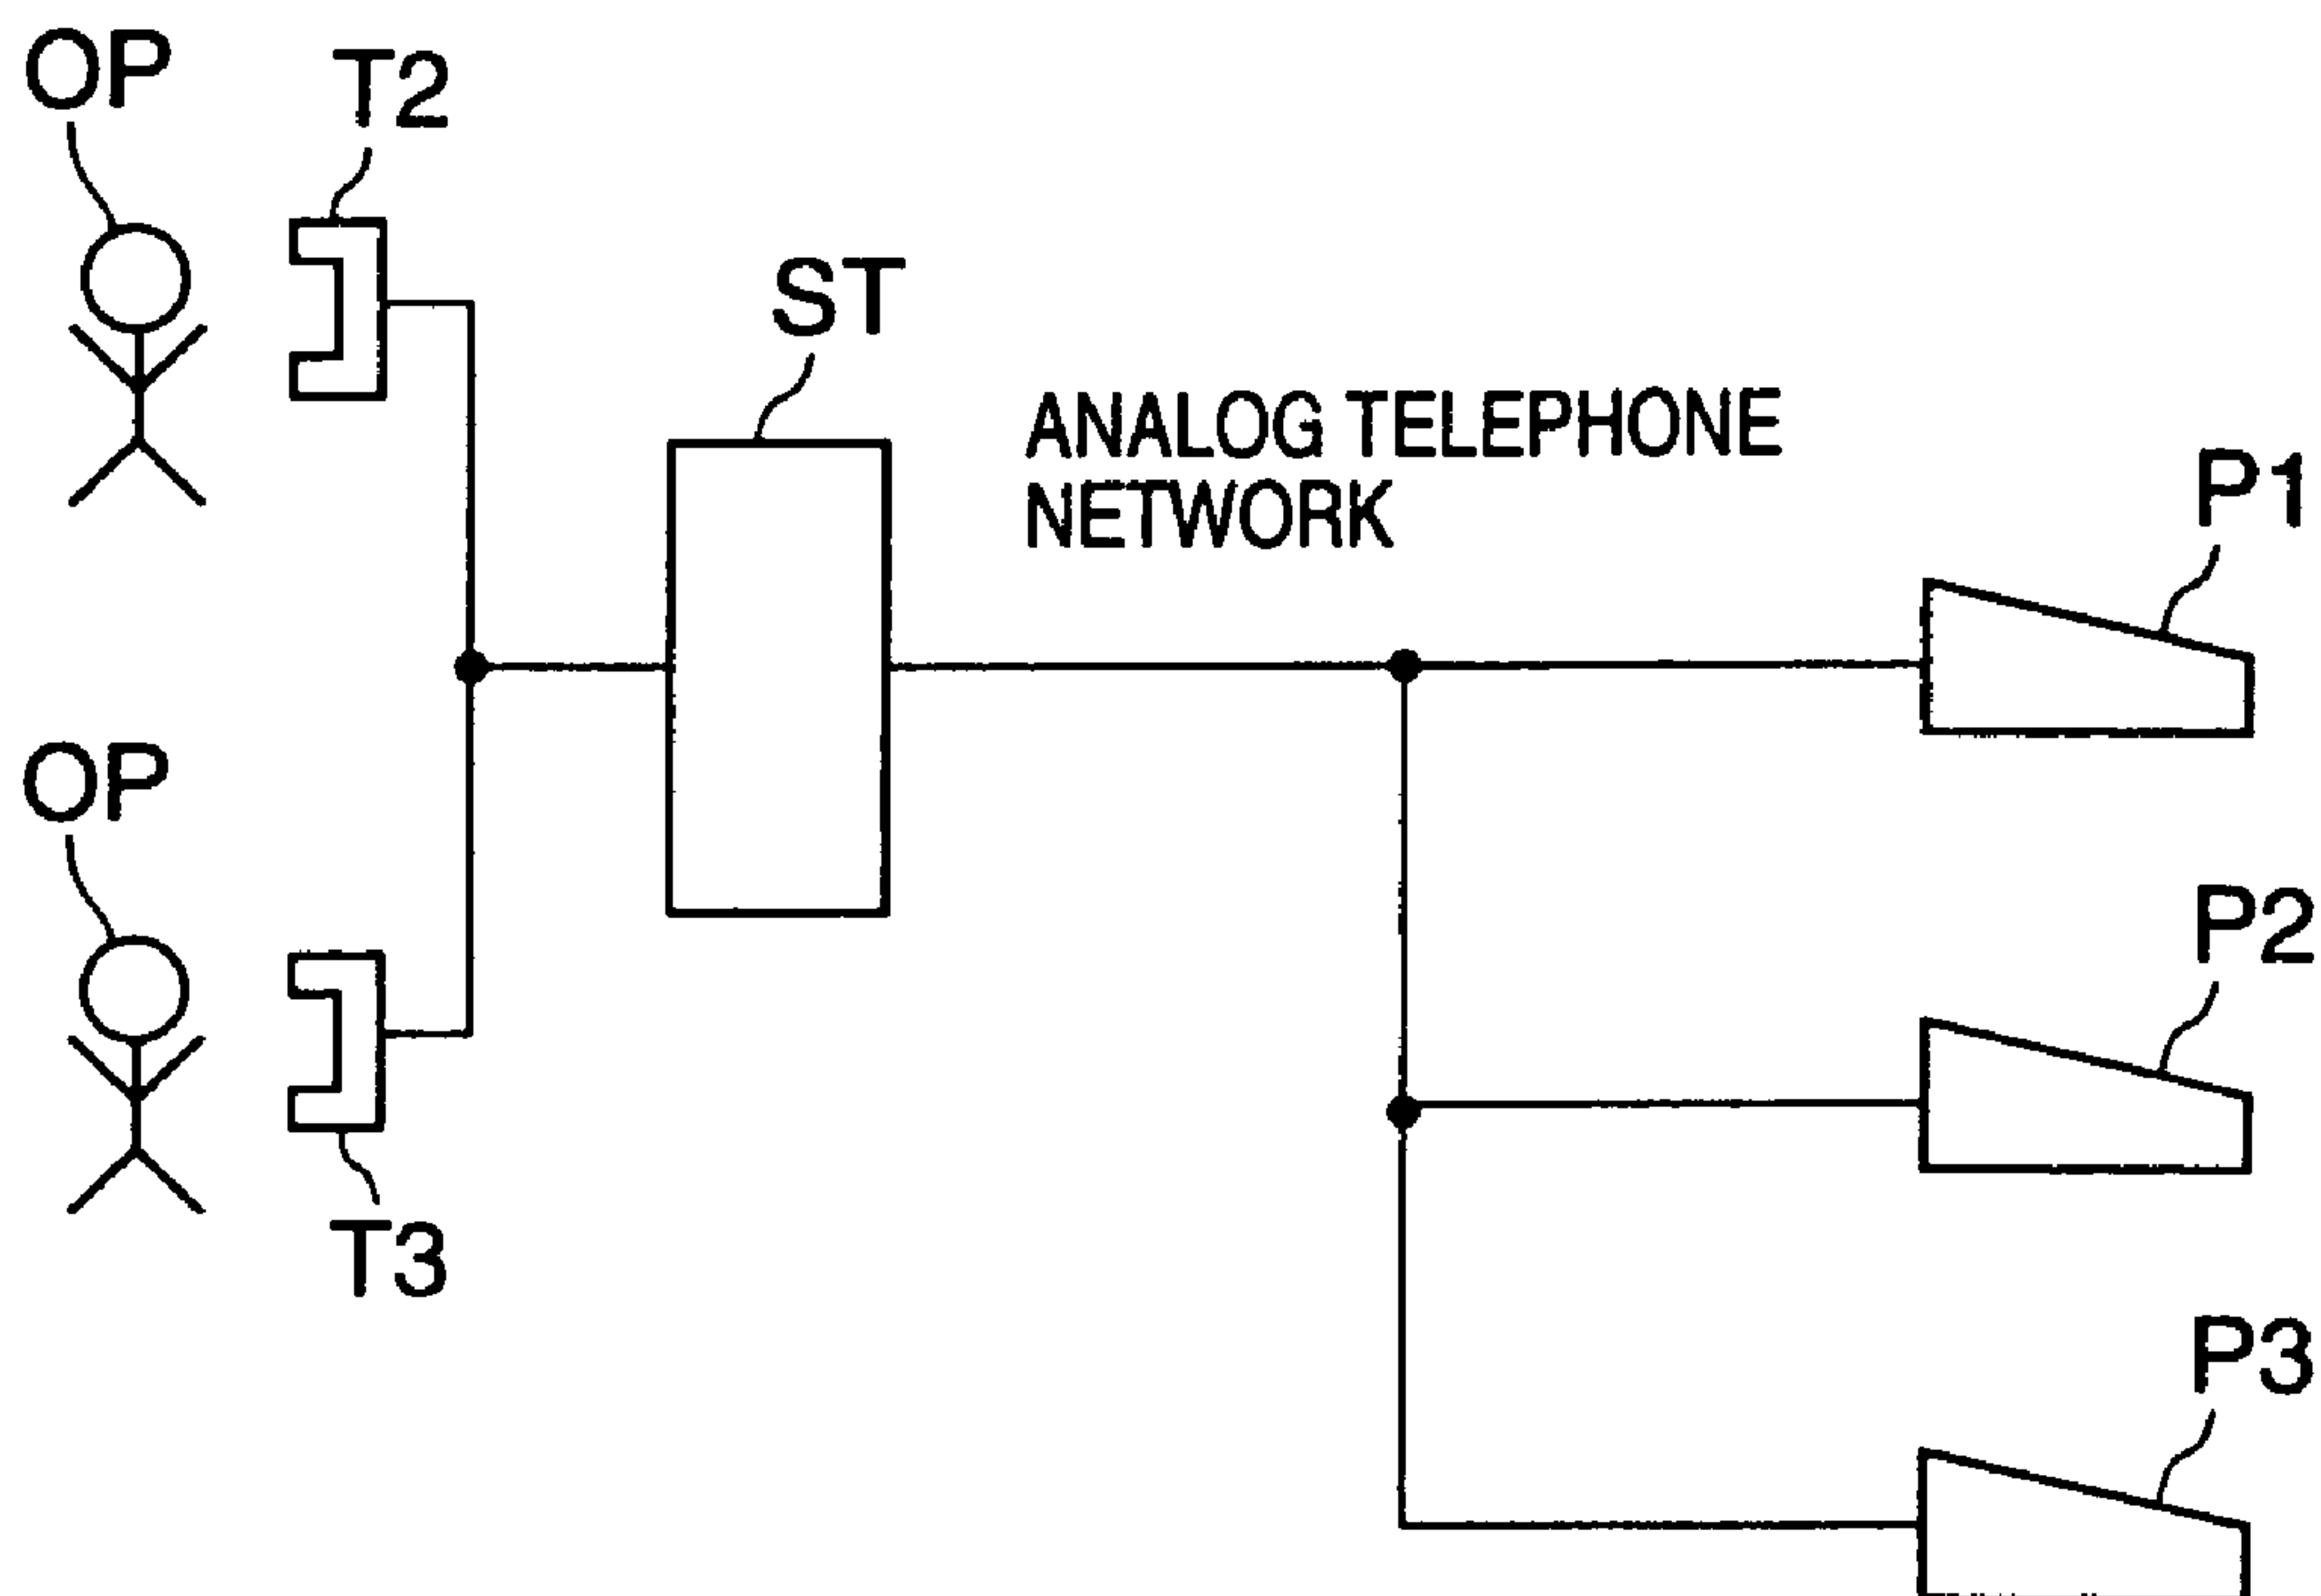 OP
T2
ST
ANALOG TELEPHONE
NETWORK
P1
OP
P2
T3
P3